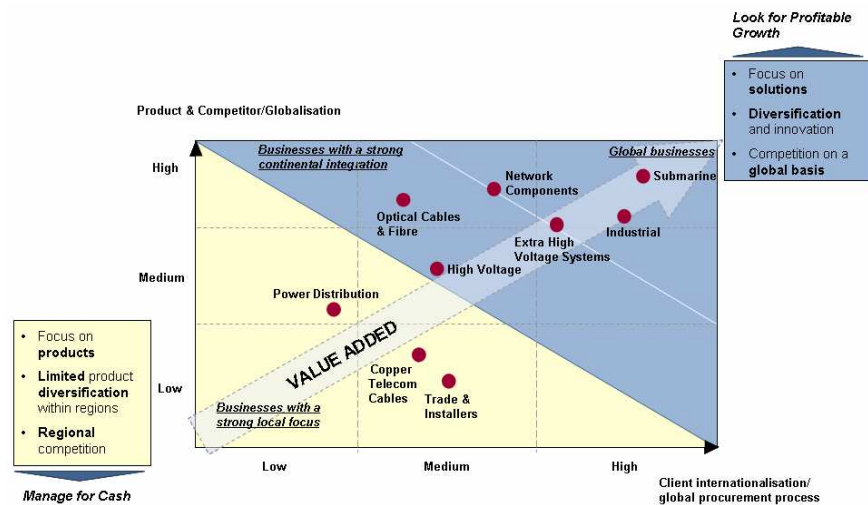 Look for Profitable
Growth
• Focus on
solutions
• Diversification
and innovation
• Competition on a
global basis
Product & Competitor/Globalisation
High
Medium
Low
Businesses with a strong
continental integration
Global businesses
Network
Components
Submarine
Optical Cables
& Fibre
Extra High
Voltage Systems
Industrial
High Voltage
Power Distribution
VALUE ADDED
Copper
Telecom
Cables
Trade &
Installers
Businesses with a
strong local focus
• Focus on
products
• Limited product
diversification
within regions
• Regional
competition
Manage for Cash
Low
Medium
High
Client internationalisation/
global procurement process